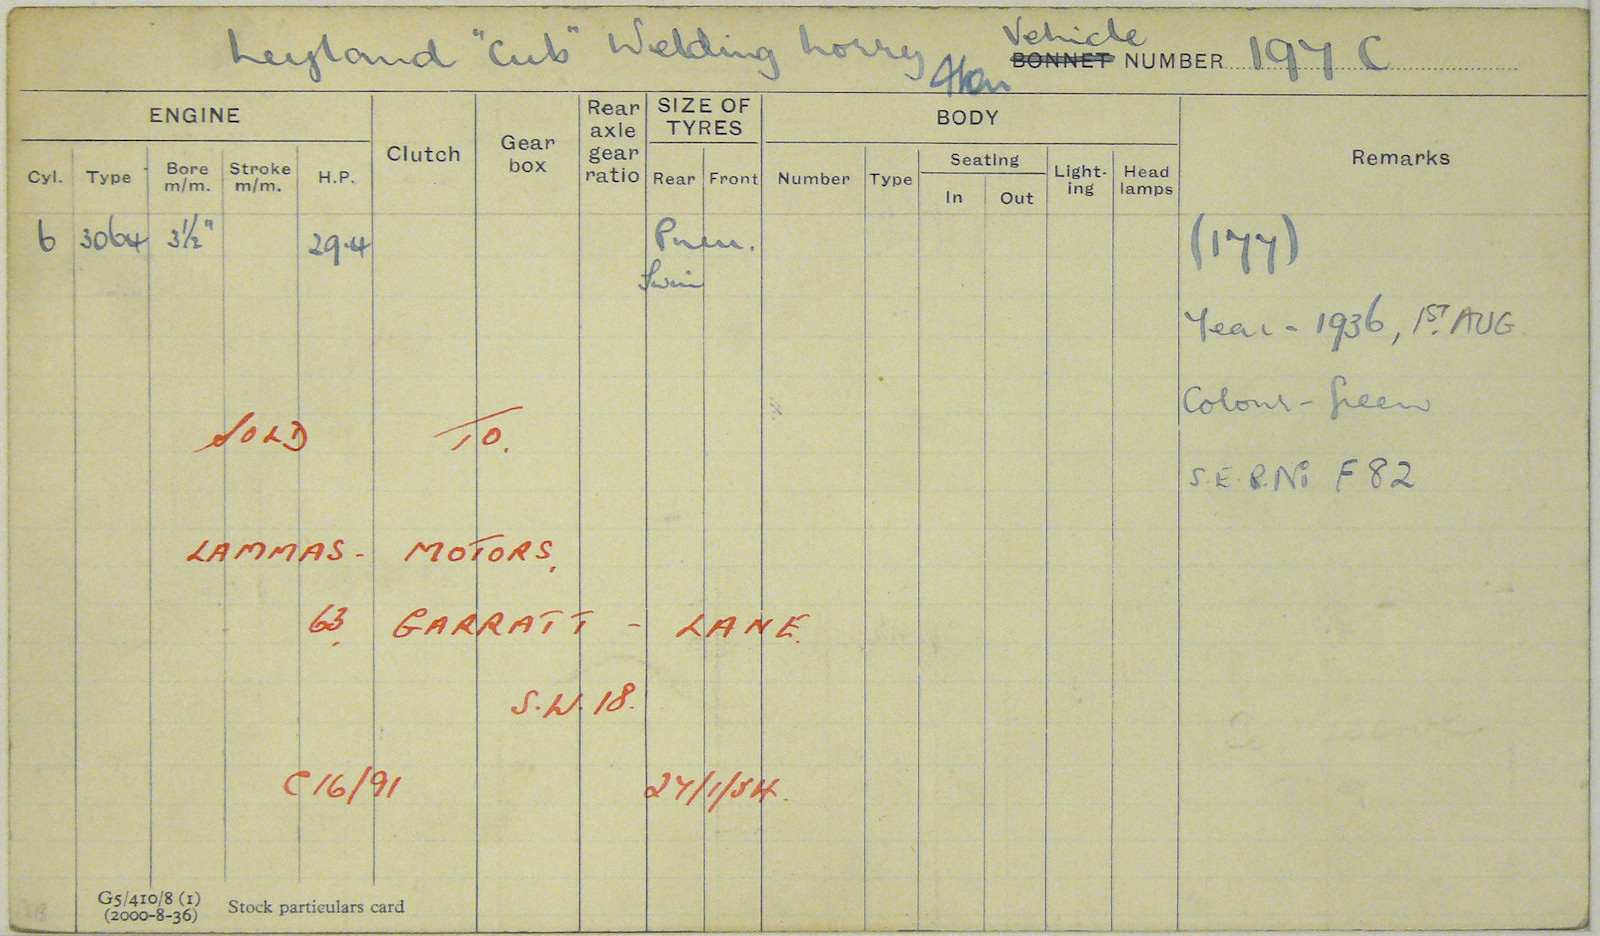 Leyland "Cub" Welding Lorry 4 ton Vehicle BONNET NUMBER 197 C
ENGINE
Cyl. Type Bore m/m. Stroke m/m. H.P.
Clutch
Gear box
Rear axle gear ratio
SIZE OF TYRES
Rear Front
BODY
Number Type Seating In Out Light-ing Head lamps
Remarks
6 3064 3½" 29.4 Pneu. (177)
Twin
Year - 1936, 1ST. AUG.
Colour - Green
SOLD TO.
S.E.R. No F 82
LAMMAS - MOTORS,
63, GARRATT - LANE.
S.W. 18.
C 16/91 27/1/54.
G5/410/8 (1)
(2000-8-36)
Stock particulars card